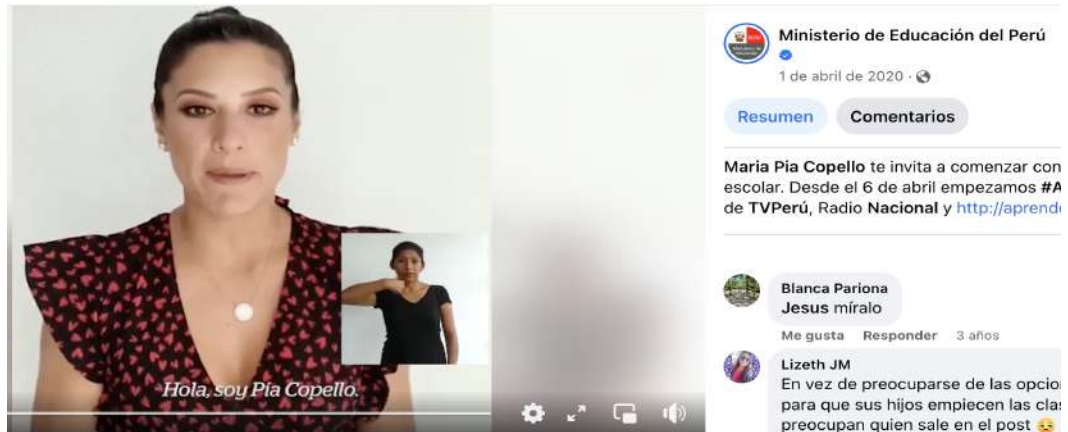 Hola, soy Pía Copello.
Ministerio de Educación del Perú
1 de abril de 2020 ·
Resumen
Comentarios
Maria Pia Copello te invita a comenzar con
escolar. Desde el 6 de abril empezamos #A
de TVPerú, Radio Nacional y http://aprend
Blanca Pariona
Jesus míralo
Me gusta Responder 3 años
Lizeth JM
En vez de preocuparse de las opcio
para que sus hijos empiecen las cla
preocupan quien sale en el post 😒